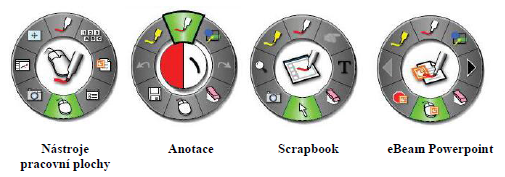 T
Nástroje
pracovní plochy
Anotace
Scrapbook
eBeam Powerpoint